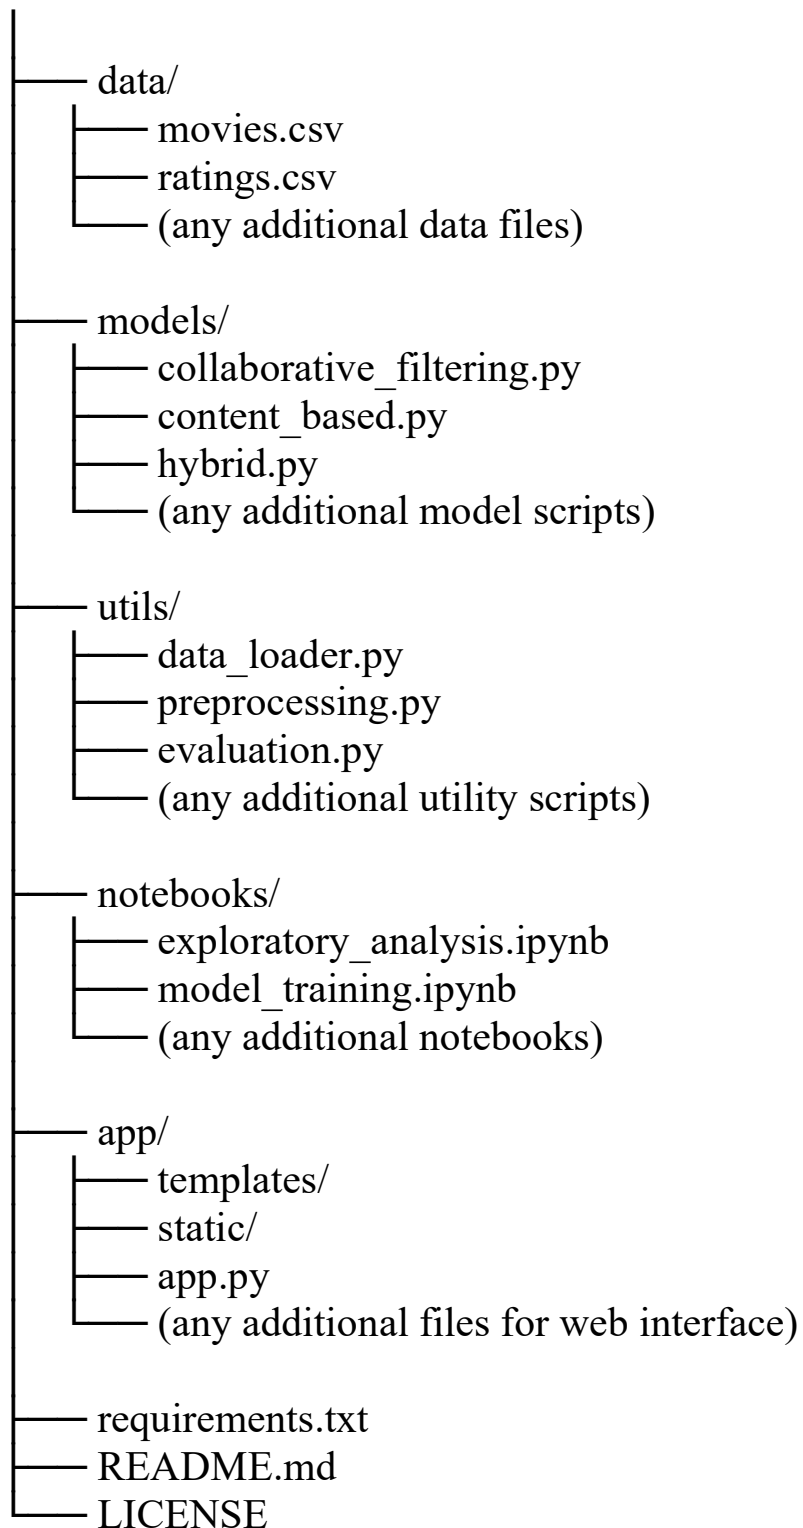 data/
movies.csv
ratings.csv
(any additional data files)
models/
collaborative_filtering.py
content_based.py
hybrid.py
(any additional model scripts)
utils/
data_loader.py
preprocessing.py
evaluation.py
(any additional utility scripts)
notebooks/
exploratory_analysis.ipynb
model_training.ipynb
(any additional notebooks)
app/
templates/
static/
app.py
(any additional files for web interface)
requirements.txt
README.md
LICENSE